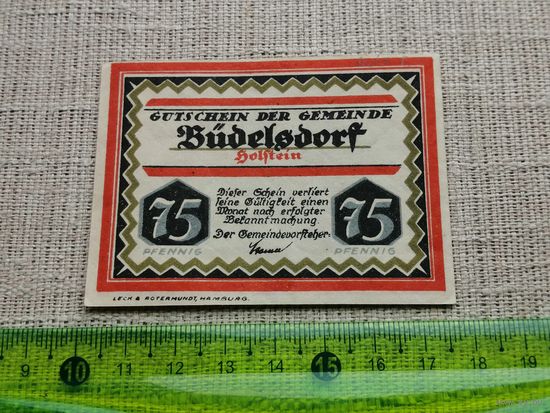 GUTSCHEIN DER GEMEINDE
Büdelsdorf
Holstein
Dieser Schein verliert
seine Gültigkeit einen
Monat nach erfolgter
Bekanntmachung.
Der Gemeindevorsteher:
75
PFENNIG
75
PFENNIG
LECK & ROTERMUNDT, HAMBURG.
9 10 11 12 13 14 15 16 17 18 19